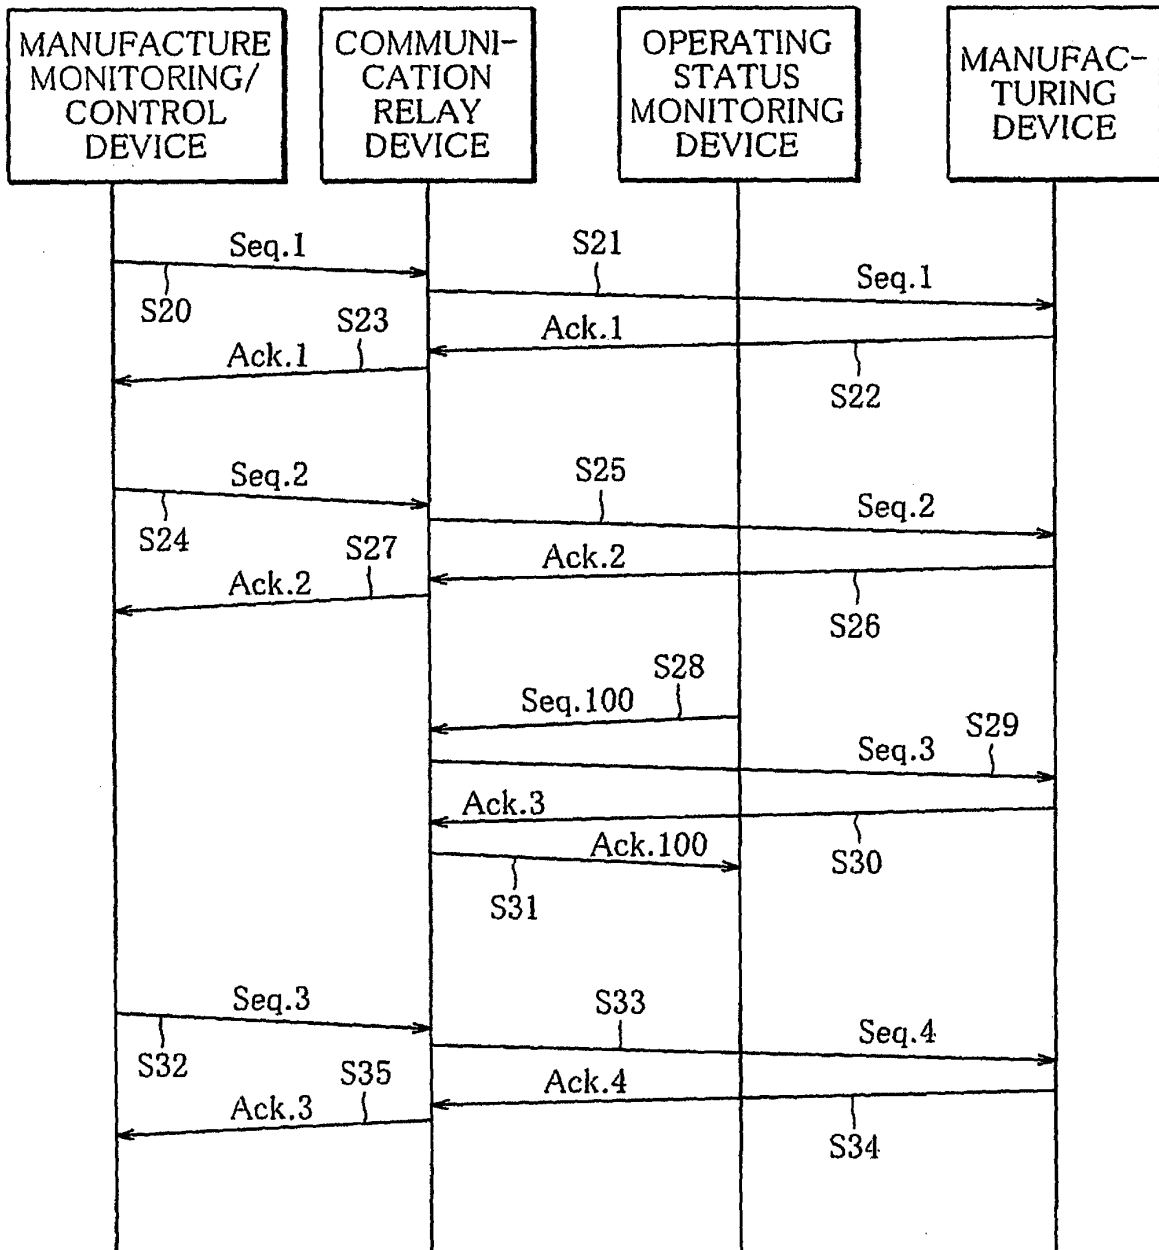 MANUFACTURE
MONITORING/
CONTROL
DEVICE
COMMUNI-
CATION
RELAY
DEVICE
OPERATING
STATUS
MONITORING
DEVICE
MANUFAC-
TURING
DEVICE
Seq.1
S20
S21
Seq.1
Ack.1
S22
S23
Ack.1
Seq.2
S24
S25
Seq.2
Ack.2
S26
S27
Ack.2
S28
Seq.100
Seq.3
S29
Ack.3
S30
Ack.100
S31
Seq.3
S32
S33
Seq.4
Ack.4
S34
S35
Ack.3